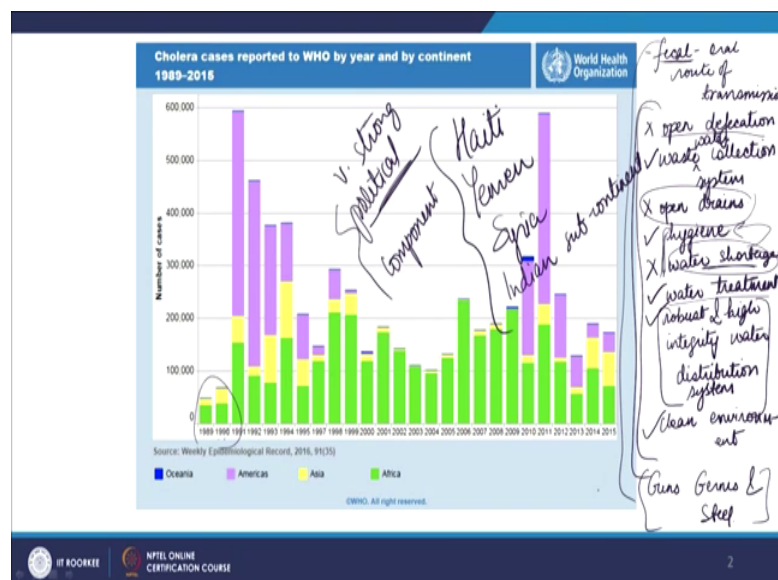 Cholera cases reported to WHO by year and by continent
1989-2015
World Health
Organization
600.000
500.000
400.000
300.000
200.000
100.000
0
Number of cases
1989 1990 1991 1992 1993 1994 1995 1997 1998 1999 2000 2001 2002 2003 2004 2005 2006 2007 2008 2009 2010 2011 2012 2013 2014 2015
Source: Weekly Epidemiological Record, 2016, 91(35)
Oceania Americas Asia Africa
©WHO. All right reserved.
v. strong
political
component
Haiti
Yemen
Syria
Indian sub continent
- fecal - oral
route of
transmission
x open defecation
water
✓ waste collection
system
x open drains
✓ hygiene
x water shortage
✓ water treatment
✓ robust & high
integrity water
distribution
system
✓ clean environm-
ent
Guns Germs &
Steel
IIT ROORKEE
NPTEL ONLINE
CERTIFICATION COURSE
2